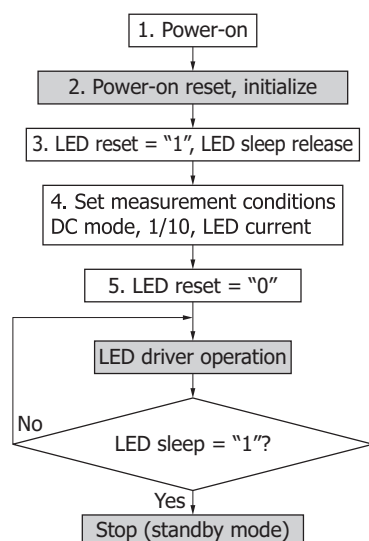 1. Power-on
2. Power-on reset, initialize
3. LED reset = “1”, LED sleep release
4. Set measurement conditions
DC mode, 1/10, LED current
5. LED reset = “0”
LED driver operation
No
LED sleep = “1”?
Yes
Stop (standby mode)